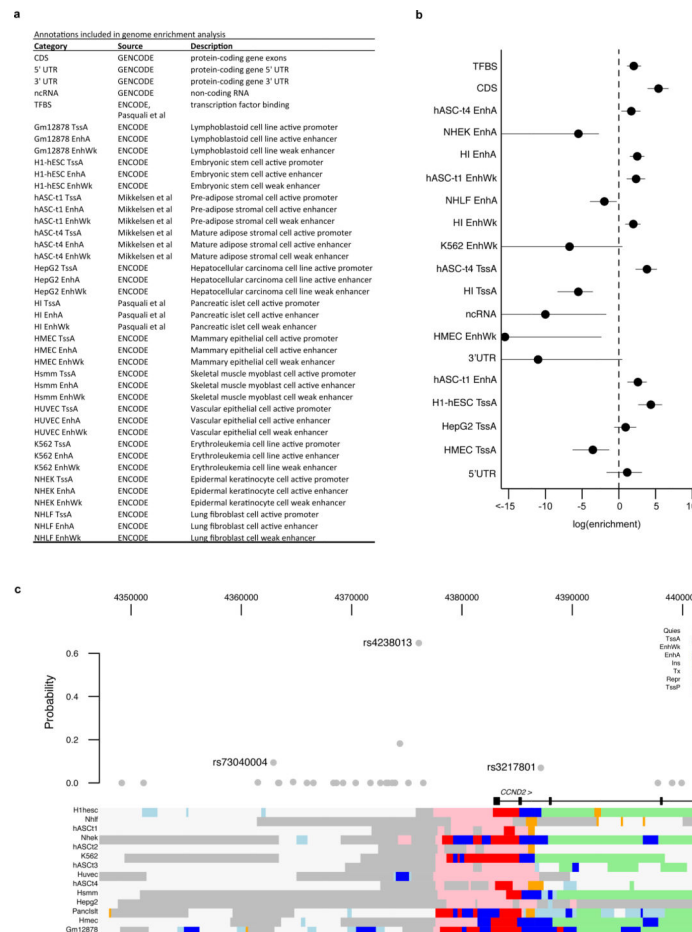 a
Annotations included in genome enrichment analysis
Category Source Description
CDS GENCODE protein-coding gene exons
5' UTR GENCODE protein-coding gene 5' UTR
3' UTR GENCODE protein-coding gene 3' UTR
ncRNA GENCODE non-coding RNA
TFBS ENCODE, transcription factor binding
Pasquali et al
Gm12878 TssA ENCODE Lymphoblastoid cell line active promoter
Gm12878 EnhA ENCODE Lymphoblastoid cell line active enhancer
Gm12878 EnhWk ENCODE Lymphoblastoid cell line weak enhancer
H1-hESC TssA ENCODE Embryonic stem cell active promoter
H1-hESC EnhA ENCODE Embryonic stem cell active enhancer
H1-hESC EnhWk ENCODE Embryonic stem cell weak enhancer
hASC-t1 TssA Mikkelsen et al Pre-adipose stromal cell active promoter
hASC-t1 EnhA Mikkelsen et al Pre-adipose stromal cell active enhancer
hASC-t1 EnhWk Mikkelsen et al Pre-adipose stromal cell weak enhancer
hASC-t4 TssA Mikkelsen et al Mature adipose stromal cell active promoter
hASC-t4 EnhA Mikkelsen et al Mature adipose stromal cell active enhancer
hASC-t4 EnhWk Mikkelsen et al Mature adipose stromal cell weak enhancer
HepG2 TssA ENCODE Hepatocellular carcinoma cell line active promoter
HepG2 EnhA ENCODE Hepatocellular carcinoma cell line active enhancer
HepG2 EnhWk ENCODE Hepatocellular carcinoma cell line weak enhancer
HI TssA Pasquali et al Pancreatic islet cell active promoter
HI EnhA Pasquali et al Pancreatic islet cell active enhancer
HI EnhWk Pasquali et al Pancreatic islet cell weak enhancer
HMEC TssA ENCODE Mammary epithelial cell active promoter
HMEC EnhA ENCODE Mammary epithelial cell active enhancer
HMEC EnhWk ENCODE Mammary epithelial cell weak enhancer
Hsmm TssA ENCODE Skeletal muscle myoblast cell active promoter
Hsmm EnhA ENCODE Skeletal muscle myoblast cell active enhancer
Hsmm EnhWk ENCODE Skeletal muscle myoblast cell weak enhancer
HUVEC TssA ENCODE Vascular epithelial cell active promoter
HUVEC EnhA ENCODE Vascular epithelial cell active enhancer
HUVEC EnhWk ENCODE Vascular epithelial cell weak enhancer
K562 TssA ENCODE Erythroleukemia cell line active promoter
K562 EnhA ENCODE Erythroleukemia cell line active enhancer
K562 EnhWk ENCODE Erythroleukemia cell line weak enhancer
NHEK TssA ENCODE Epidermal keratinocyte cell active promoter
NHEK EnhA ENCODE Epidermal keratinocyte cell active enhancer
NHEK EnhWk ENCODE Epidermal keratinocyte cell weak enhancer
NHLF TssA ENCODE Lung fibroblast cell active promoter
NHLF EnhA ENCODE Lung fibroblast cell active enhancer
NHLF EnhWk ENCODE Lung fibroblast cell weak enhancer
b
TFBS
CDS
hASC-t4 EnhA
NHEK EnhA
HI EnhA
hASC-t1 EnhWk
NHLF EnhA
HI EnhWk
K562 EnhWk
hASC-t4 TssA
HI TssA
ncRNA
HMEC EnhWk
3'UTR
hASC-t1 EnhA
H1-hESC TssA
HepG2 TssA
HMEC TssA
5'UTR
<-15 -10 -5 0 5 10
log(enrichment)
c
4350000 4360000 4370000 4380000 4390000 440000
Quies
TssA
EnhWk
EnhA
Ins
Tx
Repr
TssP
Probability
0.6
0.4
0.2
0.0
rs4238013
rs73040004
rs3217801
CCND2 >
H1hesc
Nhlf
hASCt1
Nhek
hASCt2
K562
hASCt3
Huvec
hASCt4
Hsmm
Hepg2
PancIslt
Hmec
Gm12878